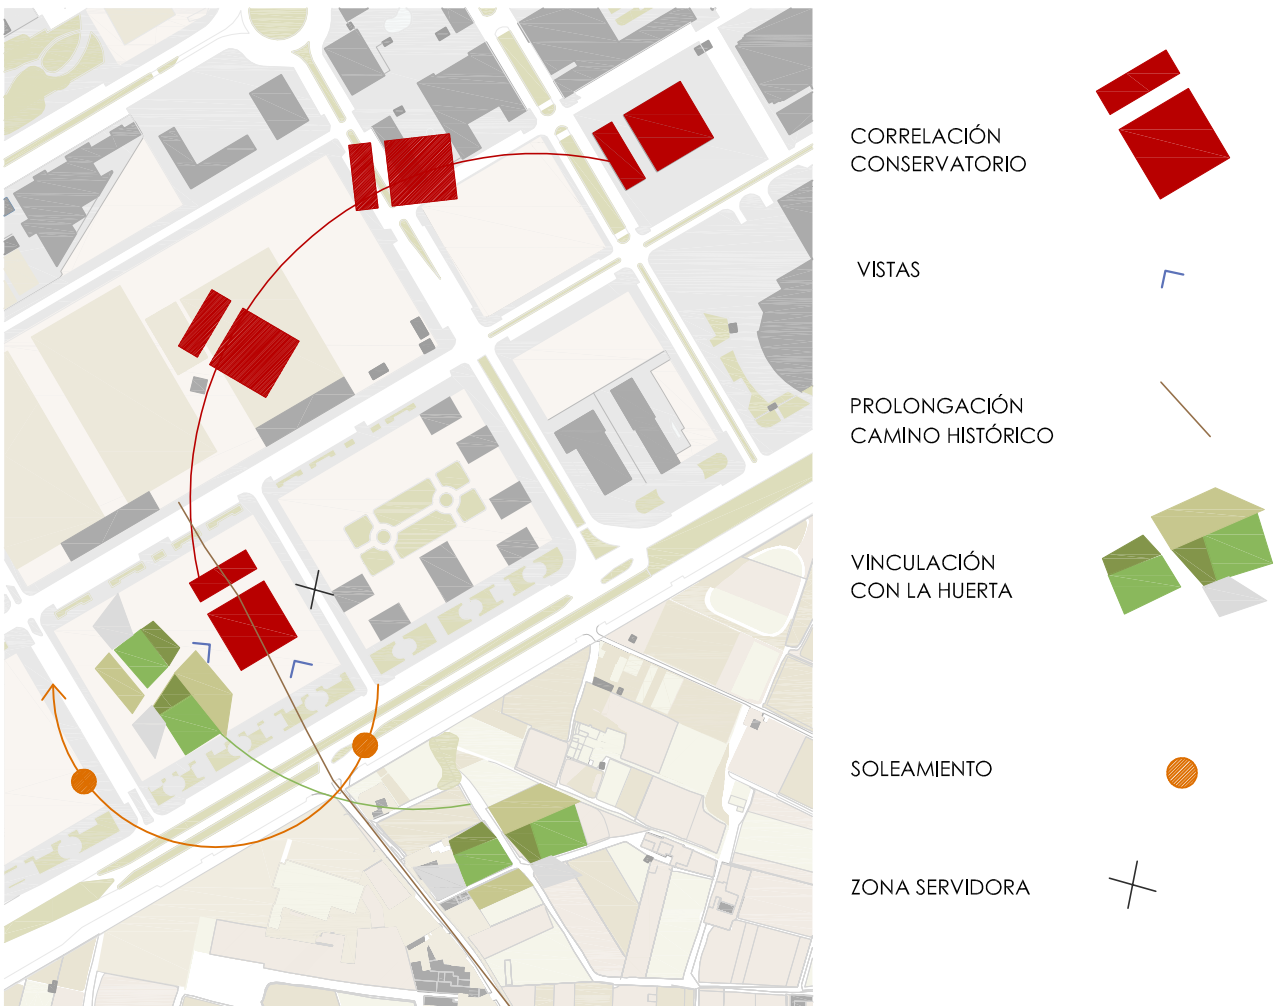 CORRELACIÓN
CONSERVATORIO
VISTAS
PROLONGACIÓN
CAMINO HISTÓRICO
VINCULACIÓN
CON LA HUERTA
SOLEAMIENTO
ZONA SERVIDORA